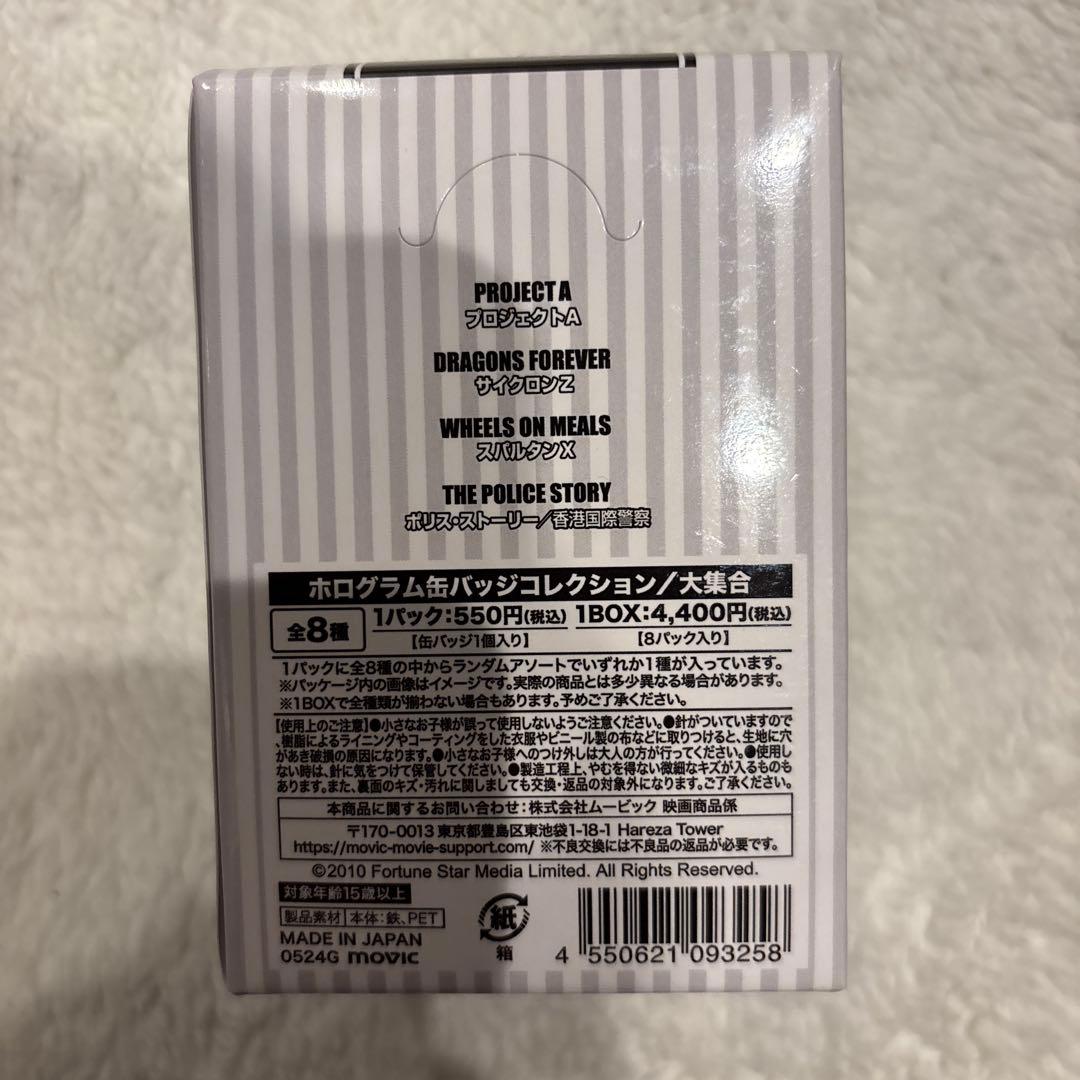 PROJECT A
プロジェクトA
DRAGONS FOREVER
サイクロンZ
WHEELS ON MEALS
スパルタンX
THE POLICE STORY
ポリス・ストーリー/香港国際警察
ホログラム缶バッジコレクション/大集合
全8種
1パック:550円(税込) 1BOX:4,400円(税込)
【缶バッジ1個入り】 【8パック入り】
1パックに全8種の中からランダムアソートでいずれか1種が入っています。
※パッケージ内の画像はイメージです。実際の商品とは多少異なる場合があります。
※1BOXで全種類が揃わない場合もあります。予めご了承ください。
【使用上のご注意】●小さなお子様が誤って使用しないようご注意ください。●針がついていますので
、樹脂によるライニングやコーティングをした衣服やビニール製の布などに取りつけると、生地に穴
があき破損の原因になります。●小さなお子様へのつけ外しは大人の方が行ってください。●使用し
ない時は、針に気をつけて保管してください。●製造工程上、やむを得ない微細なキズが入るものも
あります。また、裏面のキズ・汚れに関しましても交換・返品の対象外になります。ご了承ください。
本商品に関するお問い合わせ:株式会社ムービック 映画商品係
〒170-0013 東京都豊島区東池袋1-18-1 Hareza Tower
https://movic-movie-support.com/ ※不良交換には不良品の返品が必要です。
©2010 Fortune Star Media Limited. All Rights Reserved.
対象年齢15歳以上
製品素材 本体:鉄、PET
MADE IN JAPAN
0524G movic
紙
箱
4 550621 093258